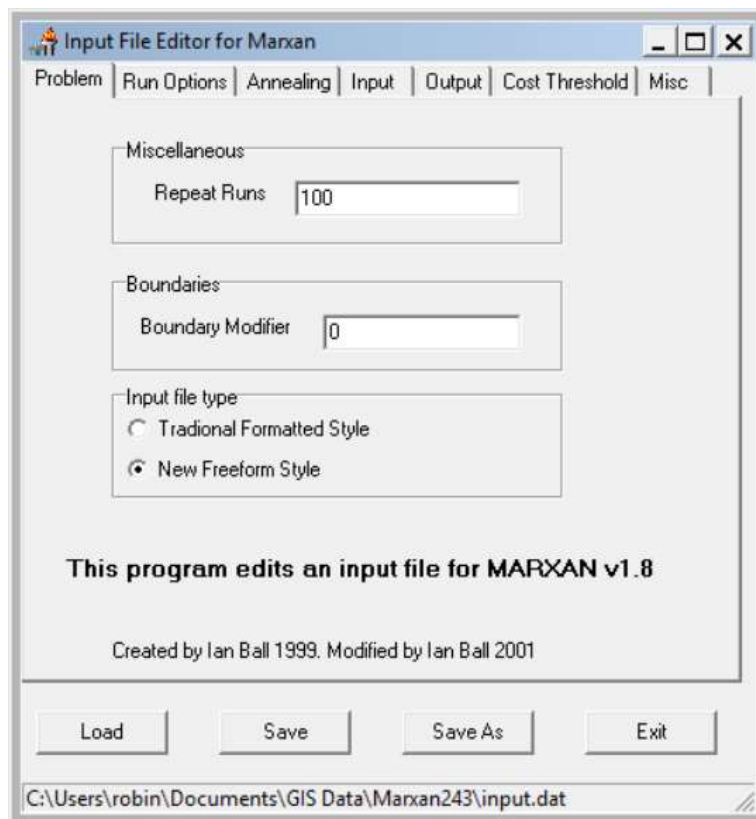 Input File Editor for Marxan
Problem Run Options Annealing Input Output Cost Threshold Misc
Miscellaneous
Repeat Runs 100
Boundaries
Boundary Modifier 0
Input file type
Tradional Formatted Style
New Freeform Style
This program edits an input file for MARXAN v1.8
Created by Ian Ball 1999. Modified by Ian Ball 2001
Load Save Save As Exit
C:\Users\robin\Documents\GIS Data\Marxan243\input.dat